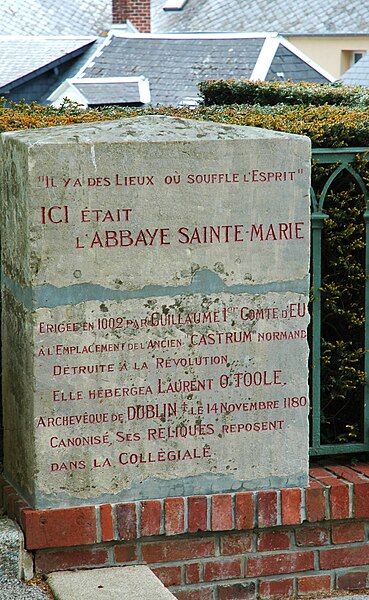 "IL Y A DES LIEUX OÙ SOUFFLE L'ESPRIT"
ICI ÉTAIT
L'ABBAYE SAINTE-MARIE
ERIGÉE EN 1002 PAR GUILLAUME 1ER COMTE D'EU
À L'EMPLACEMENT DE L'ANCIEN "CASTRUM" NORMAND
DÉTRUITE À LA RÉVOLUTION
ELLE HÉBERGEA LAURENT O. TOOLE.
ARCHEVÊQUE DE DUBLIN † LE 14 NOVEMBRE 1180
CANONISÉ, SES RELIQUES REPOSENT
DANS LA COLLÉGIALE.